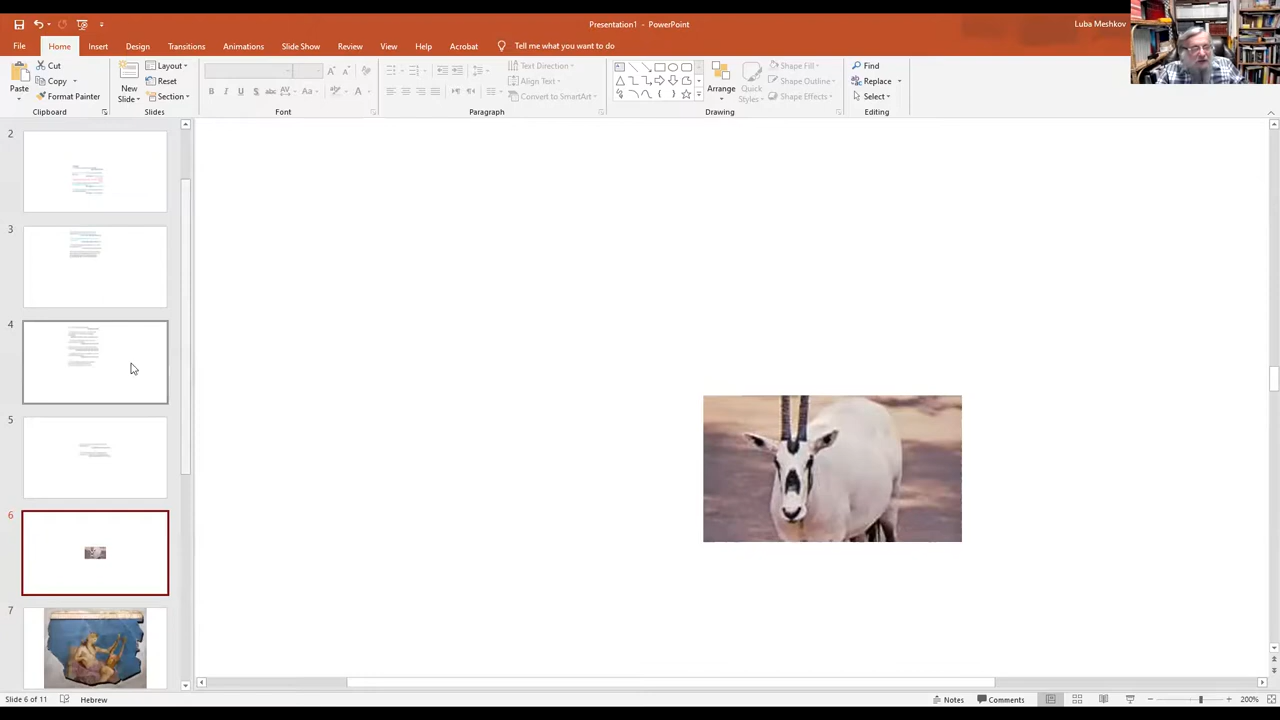 Presentation1 - PowerPoint
Luba Meshkov
File Home Insert Design Transitions Animations Slide Show Review View Help Acrobat Tell me what you want to do
Paste
Cut
Copy
Format Painter
Clipboard
New
Slide
Layout
Reset
Section
Slides
B I U S abc AV Aa A
Font
Paragraph
Text Direction
Align Text
Convert to SmartArt
Arrange
Quick
Styles
Shape Fill
Shape Outline
Shape Effects
Drawing
Find
Replace
Select
Editing
2
3
4
5
6
7
Slide 6 of 11
Hebrew
Notes
Comments
200%